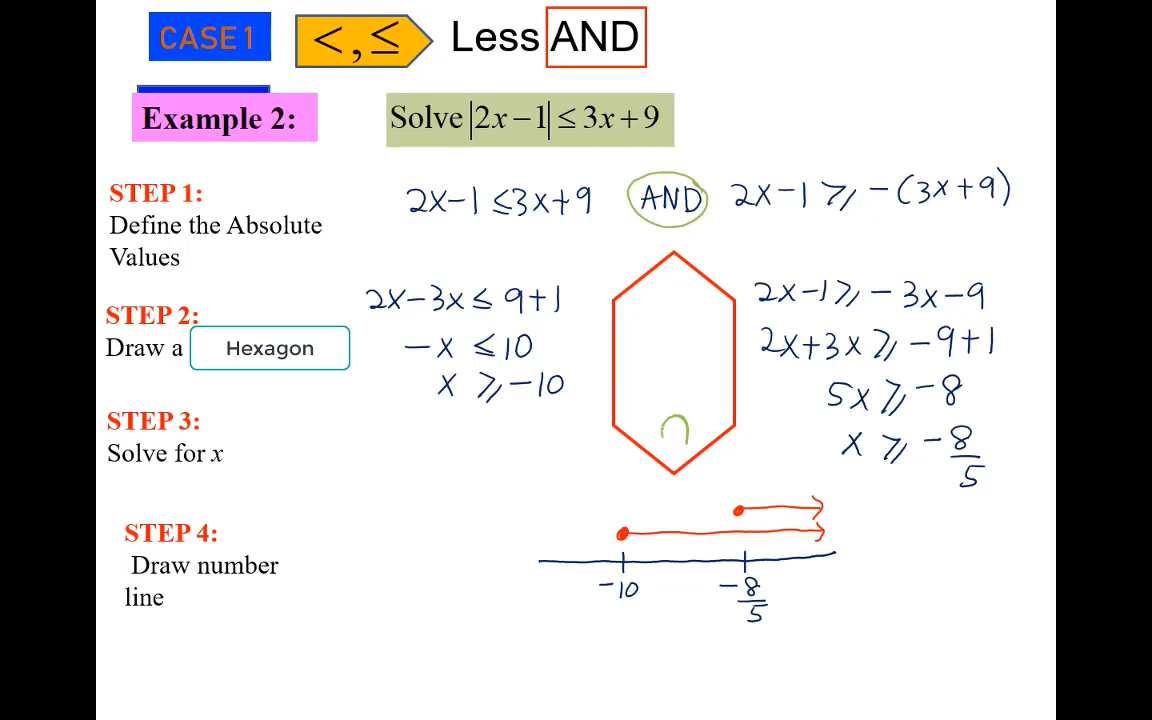 CASE 1 <, ≤ Less AND
Example 2: Solve |2x−1| ≤ 3x+9
STEP 1:
Define the Absolute
Values
2x−1 ≤ 3x+9 AND 2x−1 ≥ −(3x+9)
STEP 2:
Draw a Hexagon
2x−3x ≤ 9+1
−x ≤ 10
x ≥ −10
∩
2x−1 ≥ −3x−9
2x+3x ≥ −9+1
5x ≥ −8
x ≥ −8/5
STEP 3:
Solve for x
STEP 4:
Draw number
line
−10 −8/5